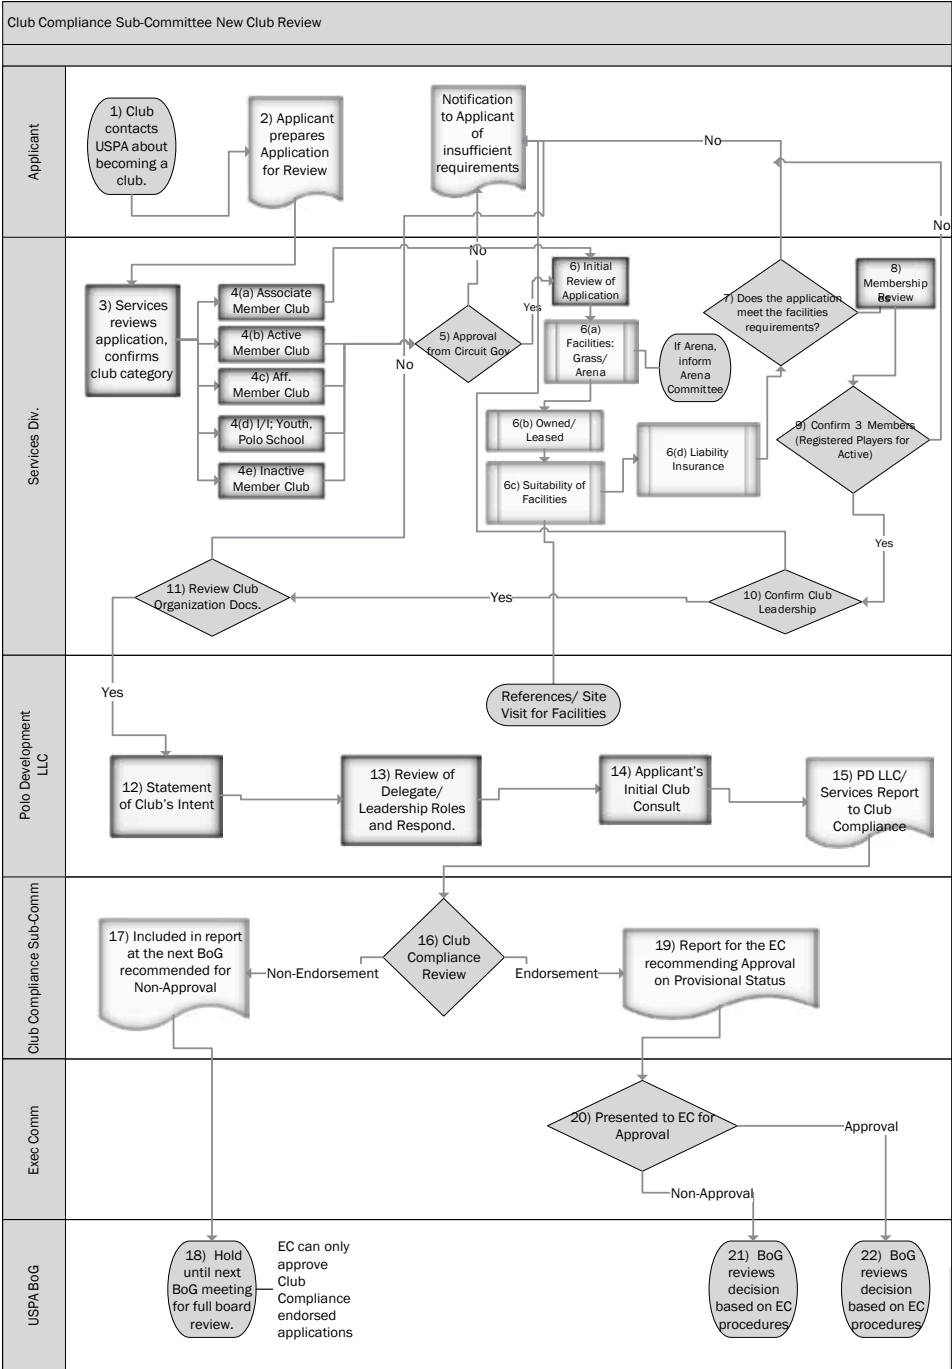 Club Compliance Sub-Committee New Club Review
Applicant
1) Club
contacts
USPA about
becoming a
club.
2) Applicant
prepares
Application
for Review
Notification
to Applicant
of
insufficient
requirements
No
No
Services Div.
3) Services
reviews
application,
confirms
club category
4(a) Associate
Member Club
4(b) Active
Member Club
4c) Aff.
Member Club
4(d) I/I; Youth,
Polo School
4e) Inactive
Member Club
No
No
5) Approval
from Circuit Gov
Yes
6) Initial
Review of
Application
6(a)
Facilities:
Grass/
Arena
If Arena,
inform
Arena
Committee
6(b) Owned/
Leased
6c) Suitability of
Facilities
6(d) Liability
Insurance
7) Does the application
meet the facilities
requirements?
8)
Membership
Review
9) Confirm 3 Members
(Registered Players for
Active)
Yes
10) Confirm Club
Leadership
Yes
11) Review Club
Organization Docs.
Yes
Polo Development
LLC
References/ Site
Visit for Facilities
12) Statement
of Club's Intent
13) Review of
Delegate/
Leadership Roles
and Respond.
14) Applicant's
Initial Club
Consult
15) PD LLC/
Services Report
to Club
Compliance
Club Compliance Sub-Comm
17) Included in report
at the next BoG
recommended for
Non-Approval
Non-Endorsement
16) Club
Compliance
Review
Endorsement
19) Report for the EC
recommending Approval
on Provisional Status
Exec Comm
20) Presented to EC for
Approval
Approval
Non-Approval
USPA BoG
18) Hold
until next
BoG meeting
for full board
review.
EC can only
approve
Club
Compliance
endorsed
applications
21) BoG
reviews
decision
based on EC
procedures
22) BoG
reviews
decision
based on EC
procedures